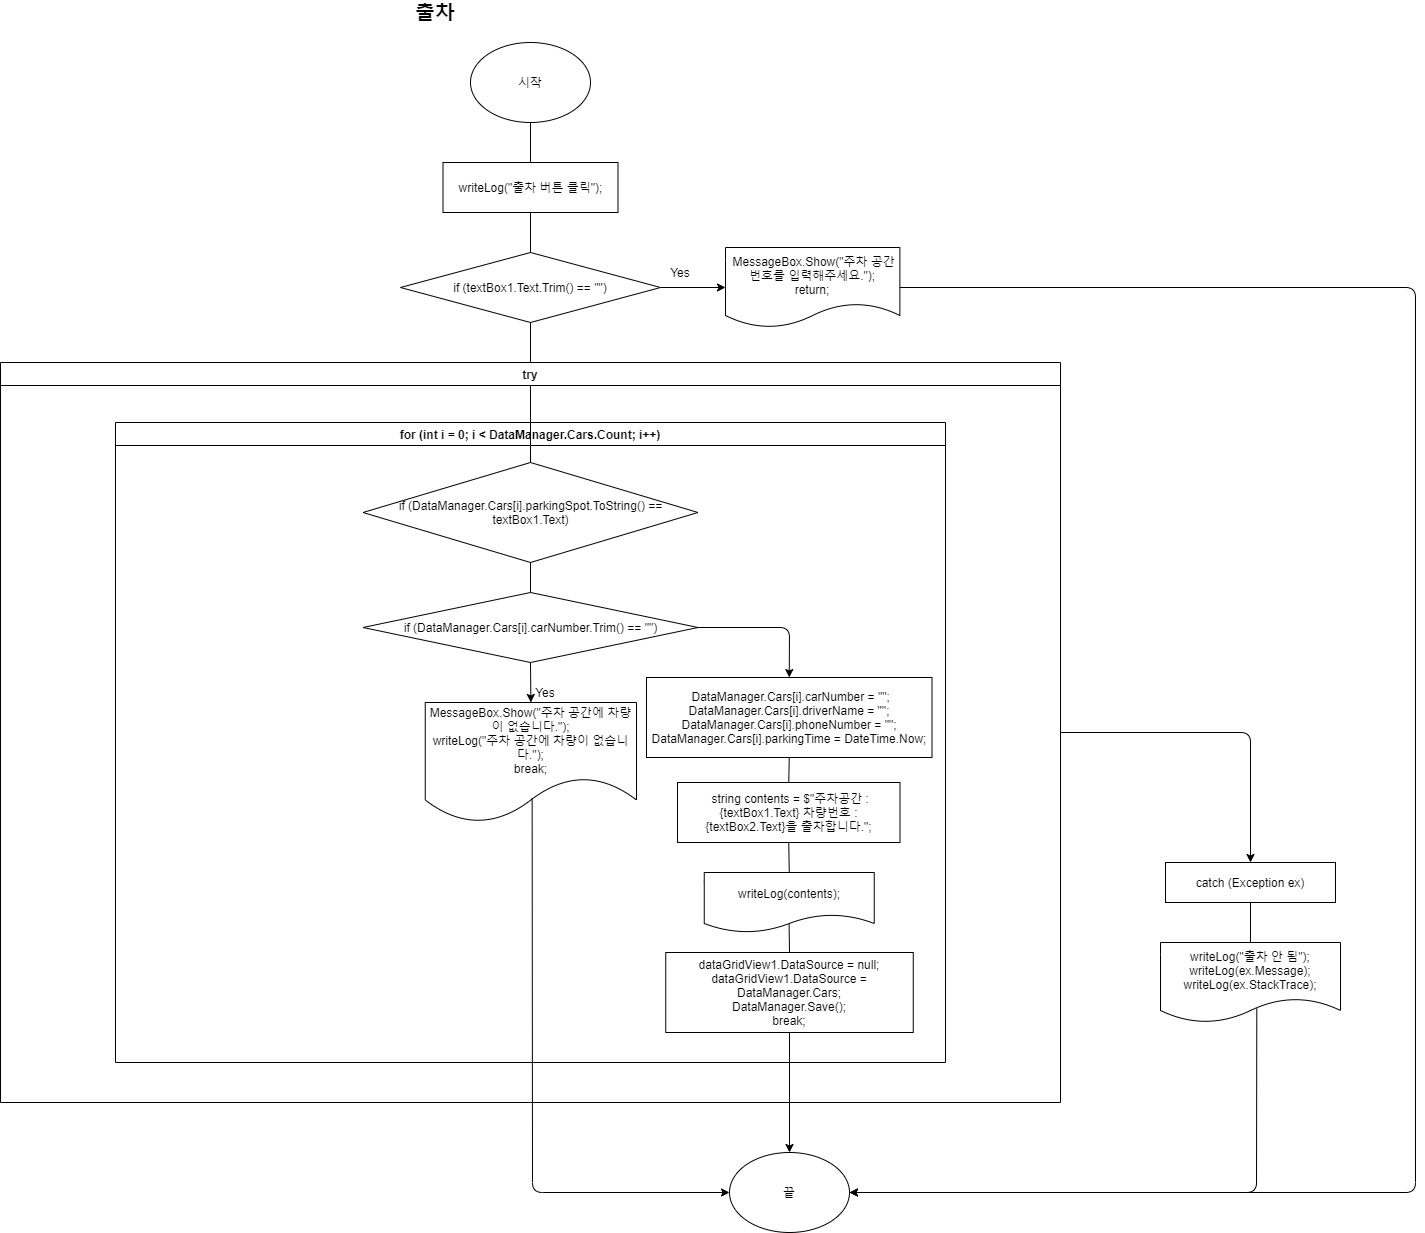 출차
시작
writeLog("출차 버튼 클릭");
if (textBox1.Text.Trim() == "")
Yes
MessageBox.Show("주차 공간
번호를 입력해주세요.");
return;
try
for (int i = 0; i < DataManager.Cars.Count; i++)
if (DataManager.Cars[i].parkingSpot.ToString() ==
textBox1.Text)
if (DataManager.Cars[i].carNumber.Trim() == "")
Yes
MessageBox.Show("주차 공간에 차량
이 없습니다.");
writeLog("주차 공간에 차량이 없습니
다.");
break;
DataManager.Cars[i].carNumber = "";
DataManager.Cars[i].driverName = "";
DataManager.Cars[i].phoneNumber = "";
DataManager.Cars[i].parkingTime = DateTime.Now;
string contents = $"주차공간 :
{textBox1.Text} 차량번호 :
{textBox2.Text}을 출차합니다.";
writeLog(contents);
dataGridView1.DataSource = null;
dataGridView1.DataSource =
DataManager.Cars;
DataManager.Save();
break;
catch (Exception ex)
writeLog("출차 안 됨");
writeLog(ex.Message);
writeLog(ex.StackTrace);
끝